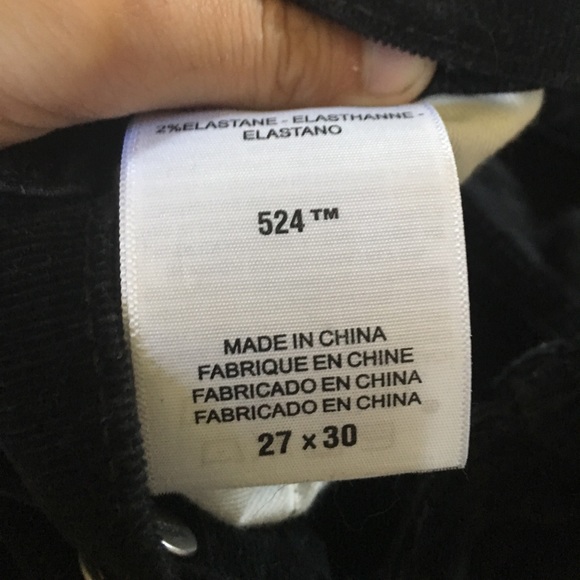 2%ELASTANE - ELASTHANNE -
ELASTANO
524™
MADE IN CHINA
FABRIQUE EN CHINE
FABRICADO EN CHINA
FABRICADO EN CHINA
27 x 30